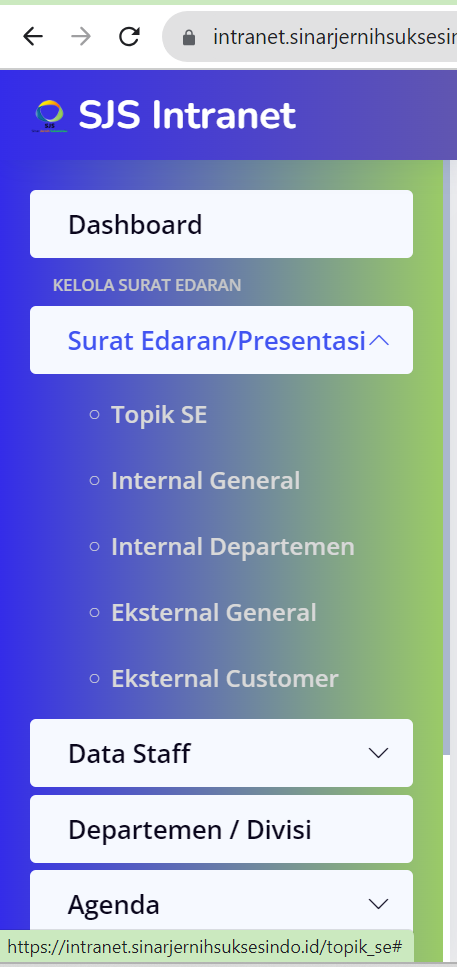 intranet.sinarjernihsuksesin
SJS Intranet
Dashboard
KELOLA SURAT EDARAN
Surat Edaran/Presentasi
Topik SE
Internal General
Internal Departemen
Eksternal General
Eksternal Customer
Data Staff
Departemen / Divisi
Agenda
https://intranet.sinarjernihsuksesindo.id/topik_se#